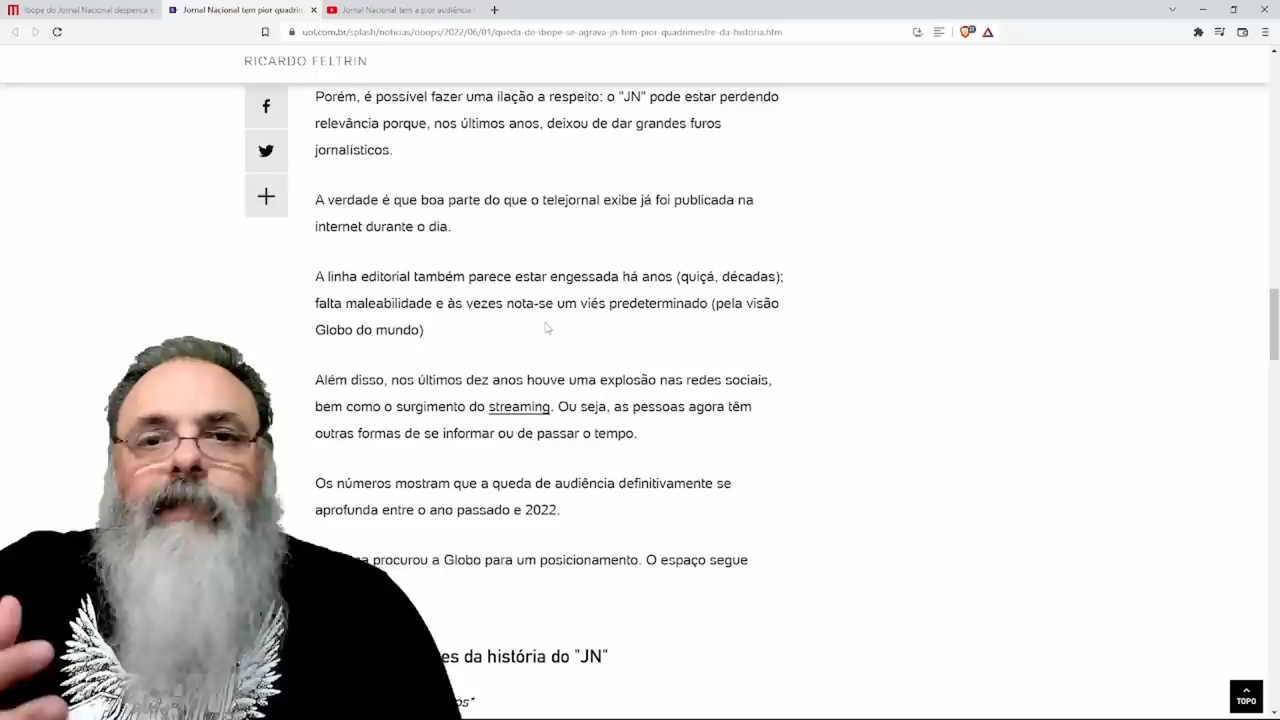 Ibope do Jornal Nacional despenca e
Jornal Nacional tem pior quadrim
Jornal Nacional tem a pior audiência
uol.com.br/splash/noticias/ooops/2022/06/01/queda-de-ibope-se-agrava-jn-tem-pior-quadrimestre-da-historia.htm
RICARDO FELTRIN
Porém, é possível fazer uma ilação a respeito: o "JN" pode estar perdendo
relevância porque, nos últimos anos, deixou de dar grandes furos
jornalísticos.
A verdade é que boa parte do que o telejornal exibe já foi publicada na
internet durante o dia.
A linha editorial também parece estar engessada há anos (quiçá, décadas);
falta maleabilidade e às vezes nota-se um viés predeterminado (pela visão
Globo do mundo)
Além disso, nos últimos dez anos houve uma explosão nas redes sociais,
bem como o surgimento do streaming. Ou seja, as pessoas agora têm
outras formas de se informar ou de passar o tempo.
Os números mostram que a queda de audiência definitivamente se
aprofunda entre o ano passado e 2022.
procurou a Globo para um posicionamento. O espaço segue
es da história do "JN"
os*
TOPO